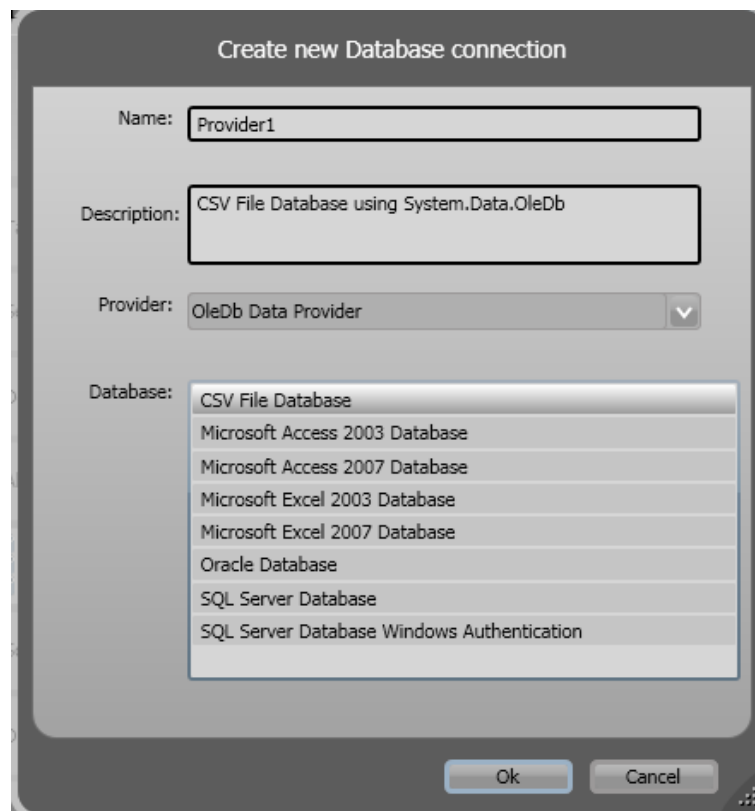 Create new Database connection
Name: Provider1
Description: CSV File Database using System.Data.OleDb
Provider: OleDb Data Provider
Database: CSV File Database
Microsoft Access 2003 Database
Microsoft Access 2007 Database
Microsoft Excel 2003 Database
Microsoft Excel 2007 Database
Oracle Database
SQL Server Database
SQL Server Database Windows Authentication
Ok Cancel